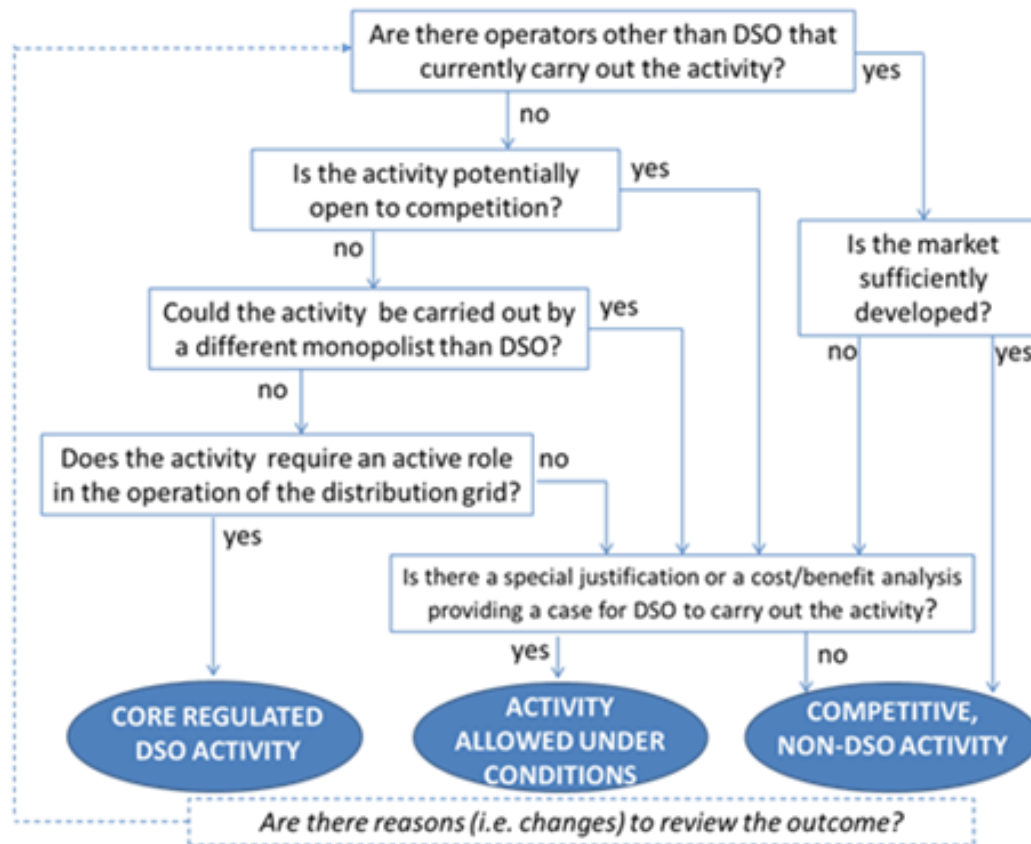 Are there operators other than DSO that
currently carry out the activity?
yes
no
Is the activity potentially
open to competition?
yes
no
Is the market
sufficiently
developed?
Could the activity be carried out by
a different monopolist than DSO?
yes
no
yes
no
Does the activity require an active role
in the operation of the distribution grid?
no
yes
Is there a special justification or a cost/benefit analysis
providing a case for DSO to carry out the activity?
yes
no
CORE REGULATED
DSO ACTIVITY
ACTIVITY
ALLOWED UNDER
CONDITIONS
COMPETITIVE,
NON-DSO ACTIVITY
Are there reasons (i.e. changes) to review the outcome?